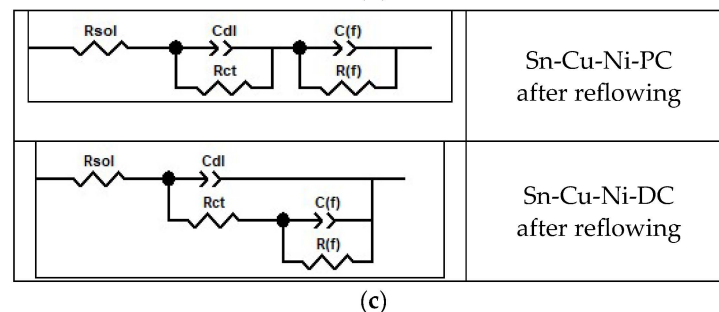 Rsol Cdl C(f)
Rct R(f)
Sn-Cu-Ni-PC
after reflowing
Rsol Cdl
Rct C(f)
R(f)
Sn-Cu-Ni-DC
after reflowing
(c)